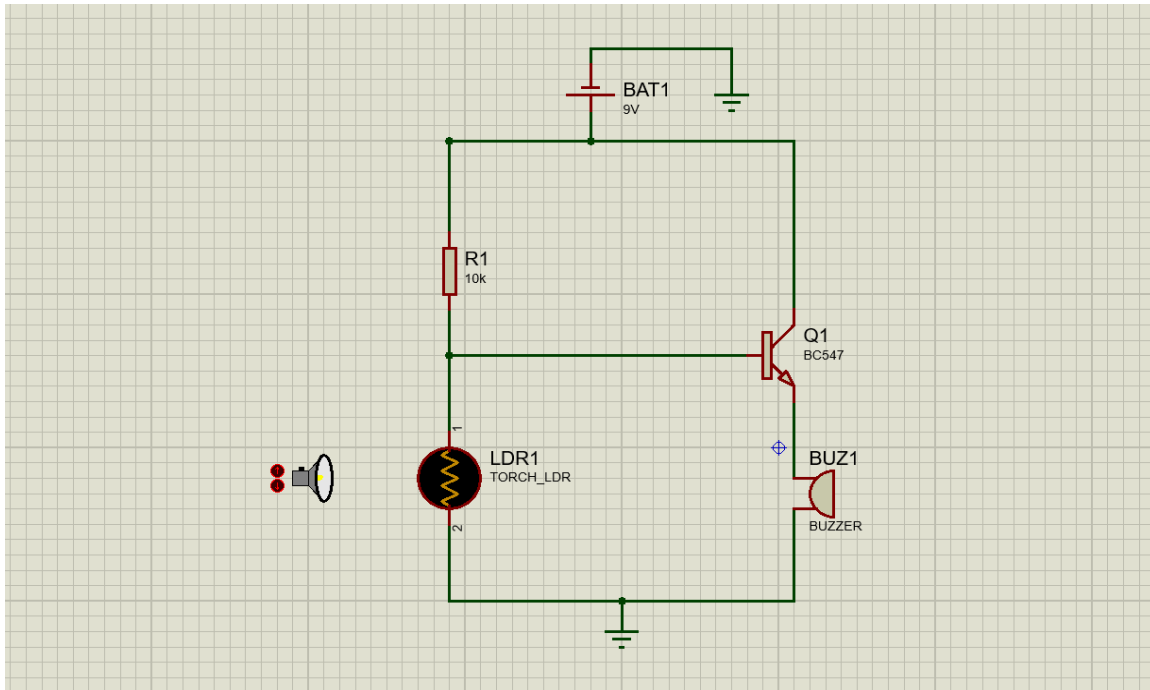 BAT1
9V
R1
10k
Q1
BC547
1
LDR1
TORCH_LDR
2
BUZ1
BUZZER